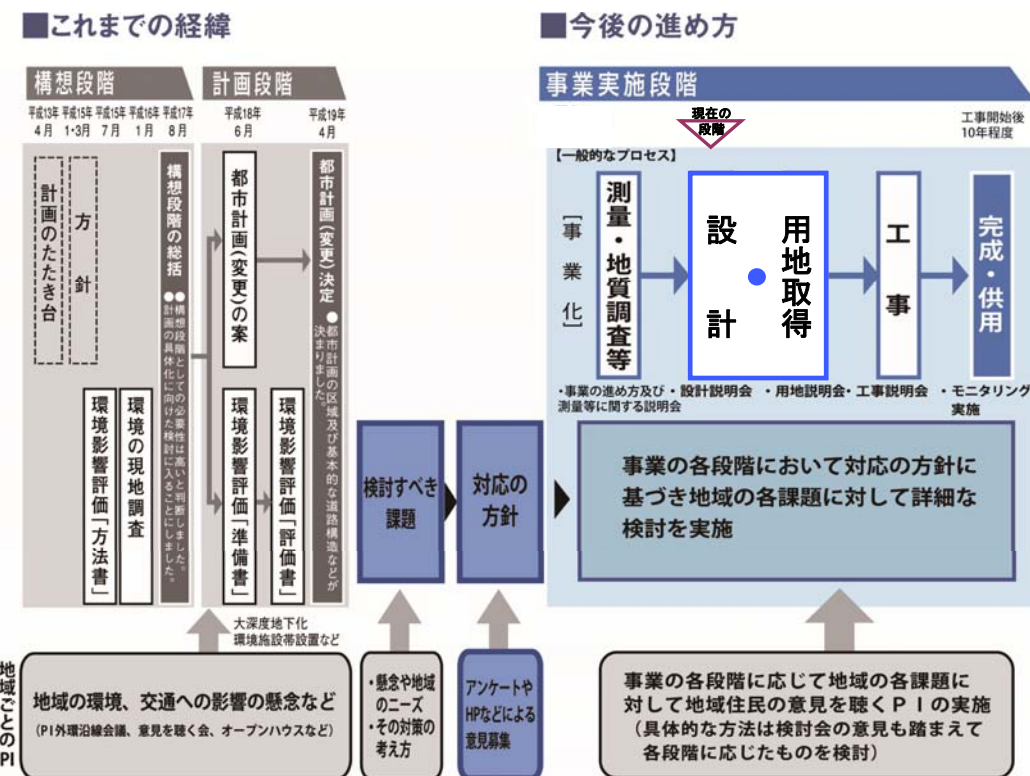 ■これまでの経緯
構想段階
平成13年 4月
平成15年 1・3月
平成15年 7月
平成16年 1月
平成17年 8月
計画のたたき台
方針
環境影響評価「方法書」
環境の現地調査
構想段階の総括
●構想段階としての必要性は高いと判断しました。
●計画の具体化に向けた検討に入ることにしました。
計画段階
平成18年 6月
平成19年 4月
都市計画(変更)の案
環境影響評価「準備書」
環境影響評価「評価書」
都市計画(変更)決定
●都市計画の区域及び基本的な道路構造などが
決まりました。
大深度地下化
環境施設帯設置など
検討すべき
課題
対応の
方針
■今後の進め方
事業実施段階
現在の
段階
工事開始後
10年程度
【一般的なプロセス】
[事業化]
測量・地質調査等
設計
●
用地取得
工事
完成・供用
・事業の進め方及び
測量等に関する説明会
・設計説明会
・用地説明会
・工事説明会
・モニタリング
実施
事業の各段階において対応の方針に
基づき地域の各課題に対して詳細な
検討を実施
地域ごとのPI
地域の環境、交通への影響の懸念など
(PI外環沿線会議、意見を聴く会、オープンハウスなど)
・懸念や地域
のニーズ
・その対策の
考え方
アンケートや
HPなどによる
意見募集
事業の各段階に応じて地域の各課題に
対して地域住民の意見を聴くPIの実施
(具体的な方法は検討会の意見も踏まえて
各段階に応じたものを検討)